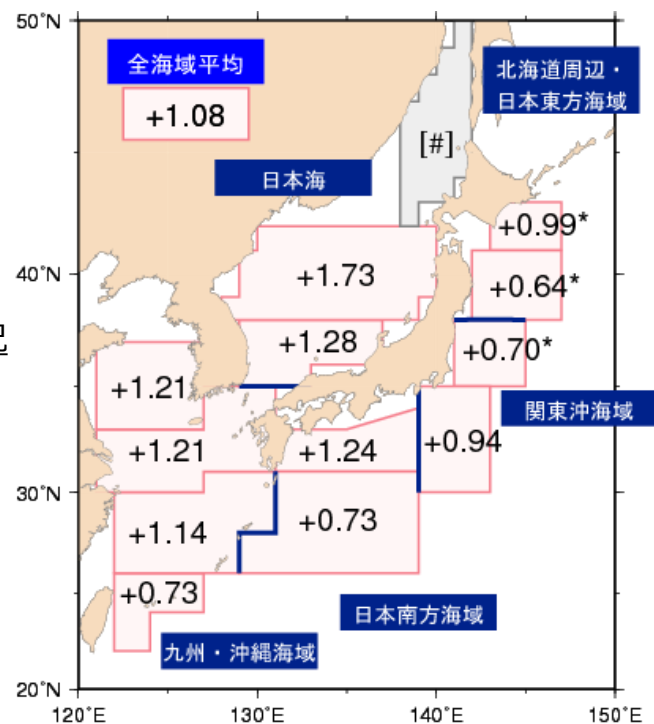 50˚N
全海域平均
+1.08
北海道周辺・
日本東方海域
[#]
日本海
+0.99*
40˚N
+1.73
+0.64*
+1.28
+0.70*
+1.21
関東沖海域
+0.94
+1.21
+1.24
30˚N
+1.14
+0.73
+0.73
日本南方海域
九州・沖縄海域
20˚N
120˚E
130˚E
140˚E
150˚E